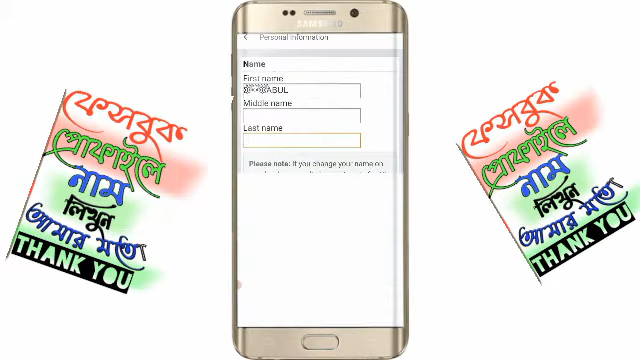 SAMSUNG
Personal Information
Name
First name
ABUL
Middle name
Last name
Please note: If you change your name on
ফেসবুক
প্রোফাইলে
নাম
লিখুন
আমার মতো
THANK YOU
ফেসবুক
প্রোফাইলে
নাম
লিখুন
আমার মতো
THANK YOU